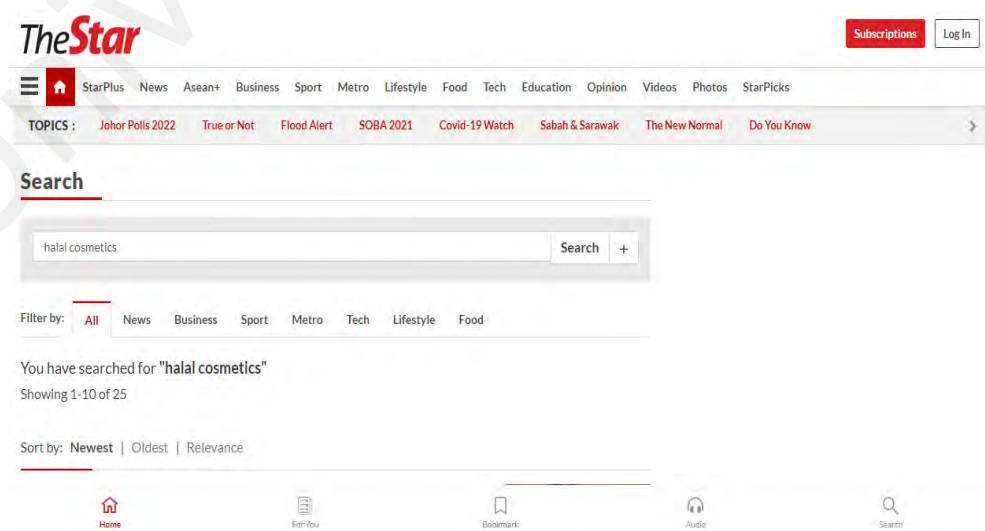 TheStar
Subscriptions Log In
StarPlus News Asean+ Business Sport Metro Lifestyle Food Tech Education Opinion Videos Photos StarPicks
TOPICS : Johor Polls 2022 True or Not Flood Alert SOBA 2021 Covid-19 Watch Sabah & Sarawak The New Normal Do You Know
Search
halal cosmetics Search +
Filter by: All News Business Sport Metro Tech Lifestyle Food
You have searched for "halal cosmetics"
Showing 1-10 of 25
Sort by: Newest | Oldest | Relevance
Home For You Bookmark Audio Search